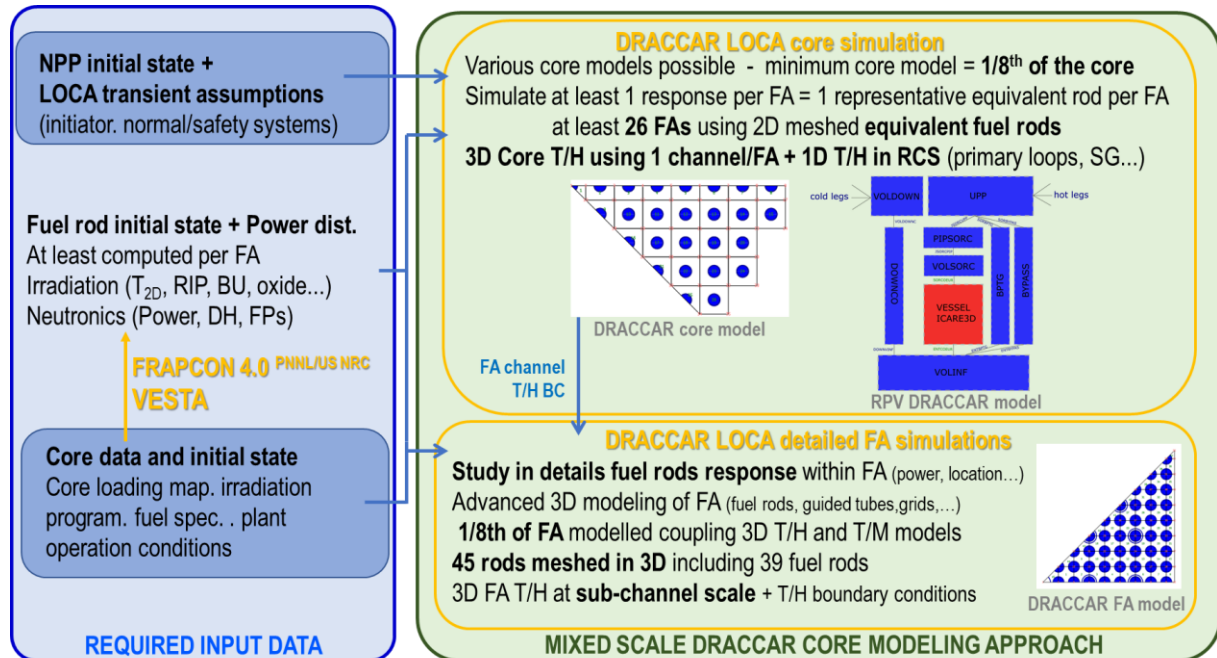 NPP initial state +
LOCA transient assumptions
(initiator. normal/safety systems)
Fuel rod initial state + Power dist.
At least computed per FA
Irradiation (T2D, RIP, BU, oxide...)
Neutronics (Power, DH, FPs)
FRAPCON 4.0 PNNL/US NRC
VESTA
Core data and initial state
Core loading map. irradiation
program. fuel spec. . plant
operation conditions
REQUIRED INPUT DATA
DRACCAR LOCA core simulation
Various core models possible - minimum core model = 1/8th of the core
Simulate at least 1 response per FA = 1 representative equivalent rod per FA
at least 26 FAs using 2D meshed equivalent fuel rods
3D Core T/H using 1 channel/FA + 1D T/H in RCS (primary loops, SG...)
DRACCAR core model
cold legs
VOLDOWN
UPP
hot legs
PIPSORC
VOLSORC
DOWNCO
VESSEL
ICARE3D
BPTG
BYPASS
VOLINF
RPV DRACCAR model
FA channel
T/H BC
DRACCAR LOCA detailed FA simulations
Study in details fuel rods response within FA (power, location…)
Advanced 3D modeling of FA (fuel rods, guided tubes,grids,…)
1/8th of FA modelled coupling 3D T/H and T/M models
45 rods meshed in 3D including 39 fuel rods
3D FA T/H at sub-channel scale + T/H boundary conditions
DRACCAR FA model
MIXED SCALE DRACCAR CORE MODELING APPROACH